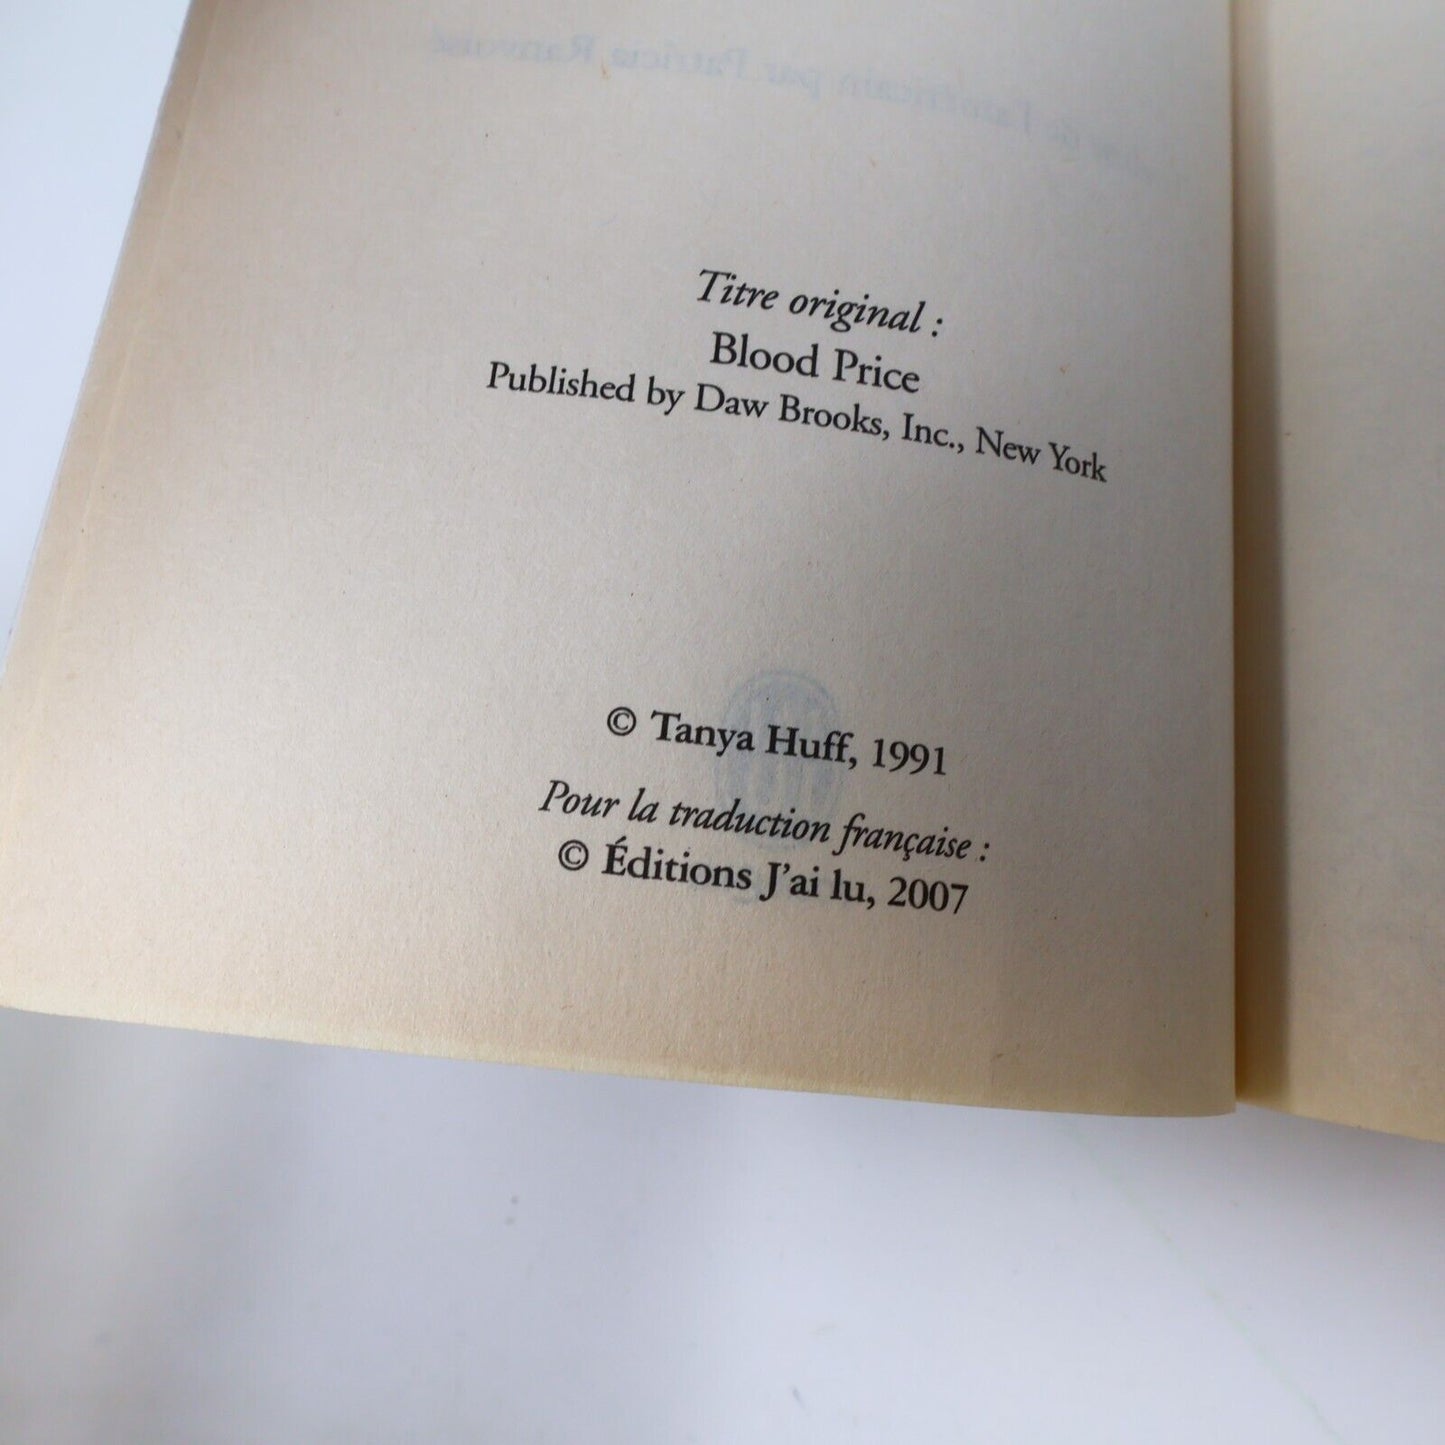 Titre original :
Blood Price
Published by Daw Brooks, Inc., New York
© Tanya Huff, 1991
Pour la traduction française :
© Éditions J'ai lu, 2007